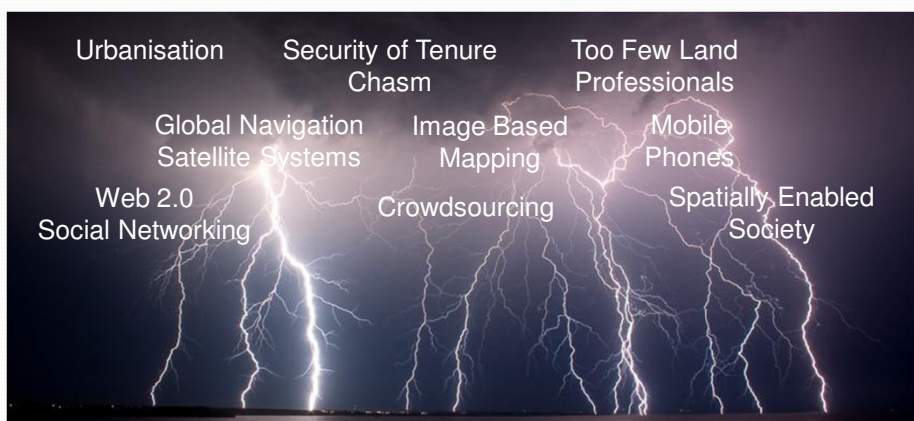 Urbanisation
Security of Tenure
Chasm
Too Few Land
Professionals
Global Navigation
Satellite Systems
Image Based
Mapping
Mobile
Phones
Web 2.0
Social Networking
Crowdsourcing
Spatially Enabled
Society